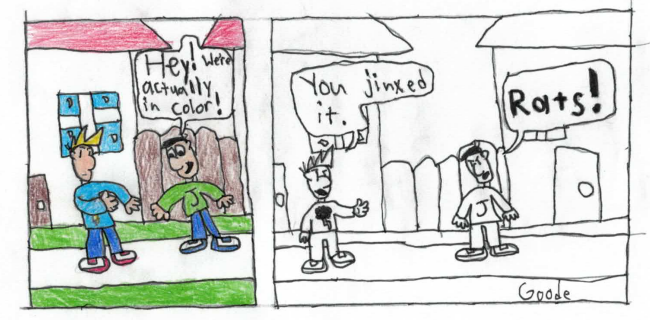 Hey! We're
actually
in color!
J
You jinxed
it.
Rats!
J
Goode